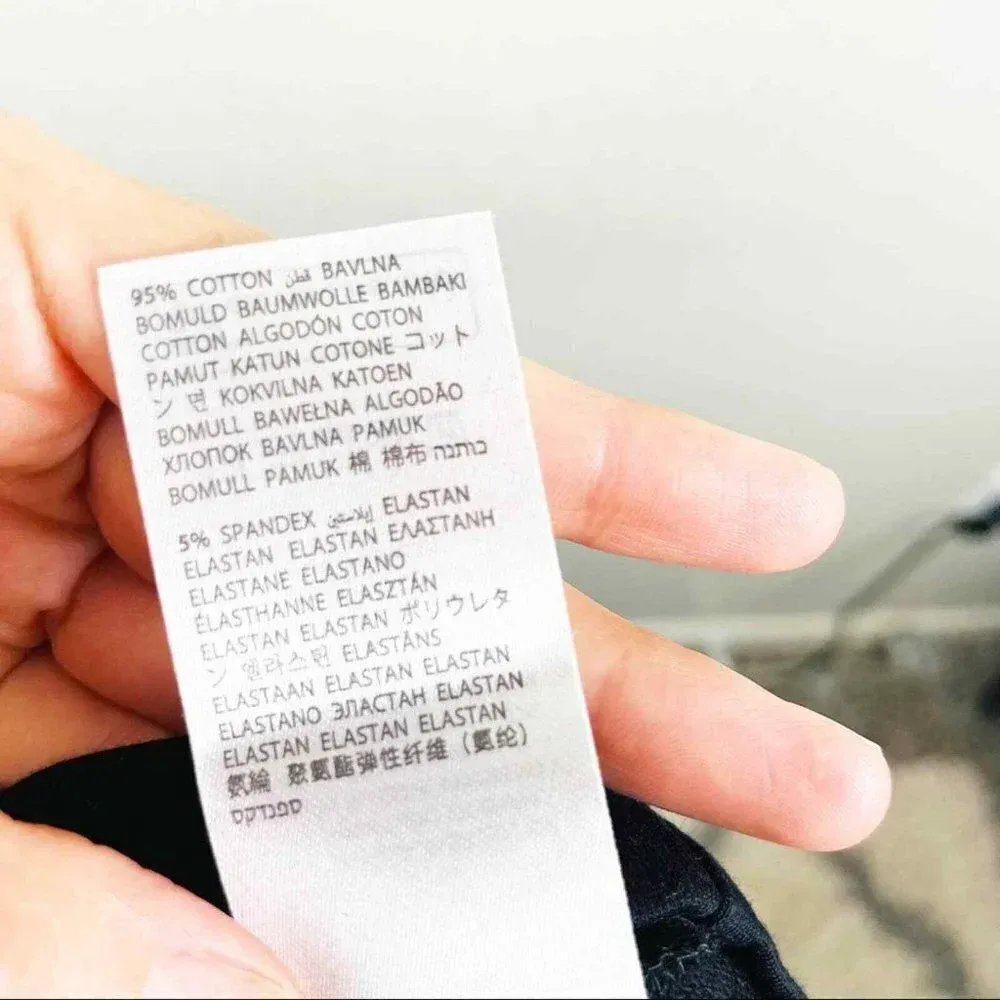 95% COTTON قطن BAVLNA
BOMULD BAUMWOLLE BAMBAKI
COTTON ALGODÓN COTON
PAMUT KATUN COTONE コット
ン 면 KOKVILNA KATOEN
BOMULL BAWEŁNA ALGODÃO
ХЛОПОК BAVLNA PAMUK
BOMULL PAMUK 棉 棉布 כותנה
5% SPANDEX إيلاستين ELASTAN
ELASTAN ELASTAN ΕΛΑΣΤΑΝΗ
ELASTANE ELASTANO
ÉLASTHANNE ELASZTÁN
ELASTAN ELASTAN ポリウレタ
ン 엘라스틴 ELASTĀNS
ELASTAAN ELASTAN ELASTAN
ELASTANO ЭЛАСТАН ELASTAN
ELASTAN ELASTAN ELASTAN
氨綸 聚氨酯弹性纤维（氨纶）
ספנדקס